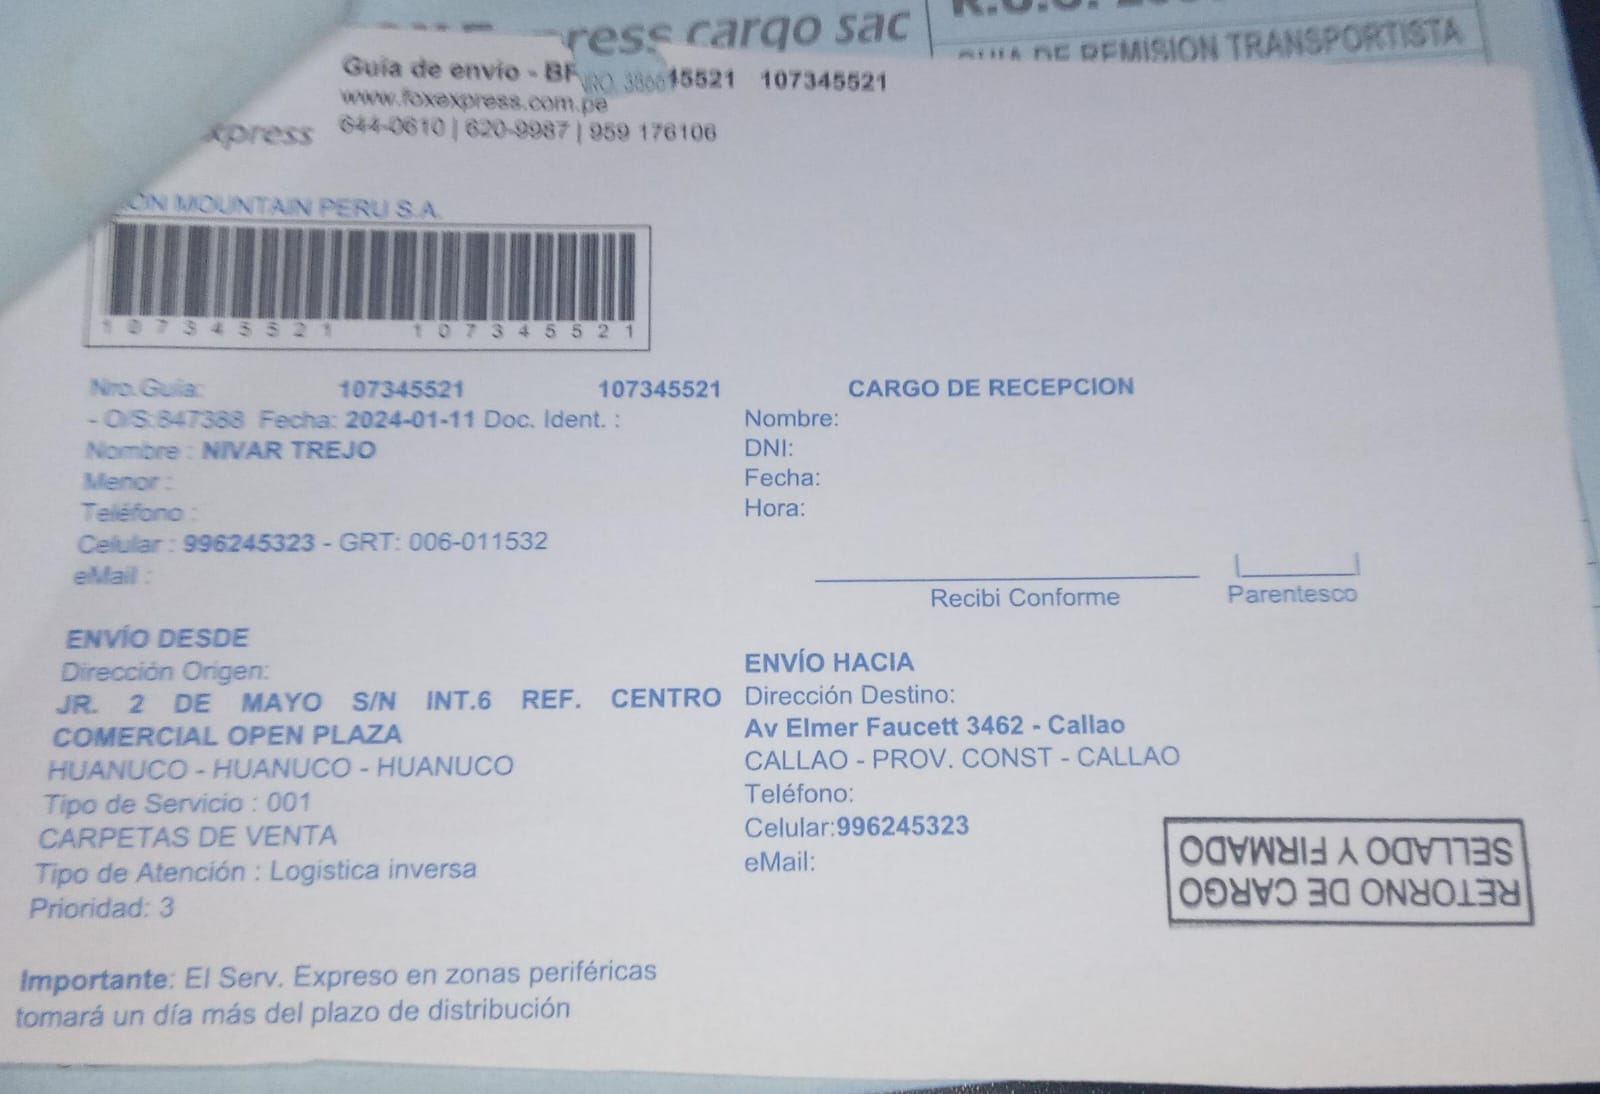 ress cargo sac
GUIA DE REMISION TRANSPORTISTA
Guía de envio - BF 15521 107345521
www.foxexpress.com.pe
xpress 644-0610 | 620-9987 | 959 176106
ON MOUNTAIN PERU S.A.
107345521 107345521
Nro.Guia: 107345521 107345521
- O/S:847388 Fecha: 2024-01-11 Doc. Ident. :
Nombre : NIVAR TREJO
Menor :
Teléfono :
Celular : 996245323 - GRT: 006-011532
eMail :
CARGO DE RECEPCION
Nombre:
DNI:
Fecha:
Hora:
Recibi Conforme
Parentesco
ENVÍO DESDE
Dirección Origen:
JR. 2 DE MAYO S/N INT.6 REF. CENTRO
COMERCIAL OPEN PLAZA
HUANUCO - HUANUCO - HUANUCO
Tipo de Servicio : 001
CARPETAS DE VENTA
Tipo de Atención : Logistica inversa
Prioridad: 3
ENVÍO HACIA
Dirección Destino:
Av Elmer Faucett 3462 - Callao
CALLAO - PROV. CONST - CALLAO
Teléfono:
Celular:996245323
eMail:
RETORNO DE CARGO
SELLADO Y FIRMADO
Importante: El Serv. Expreso en zonas periféricas
tomará un día más del plazo de distribución